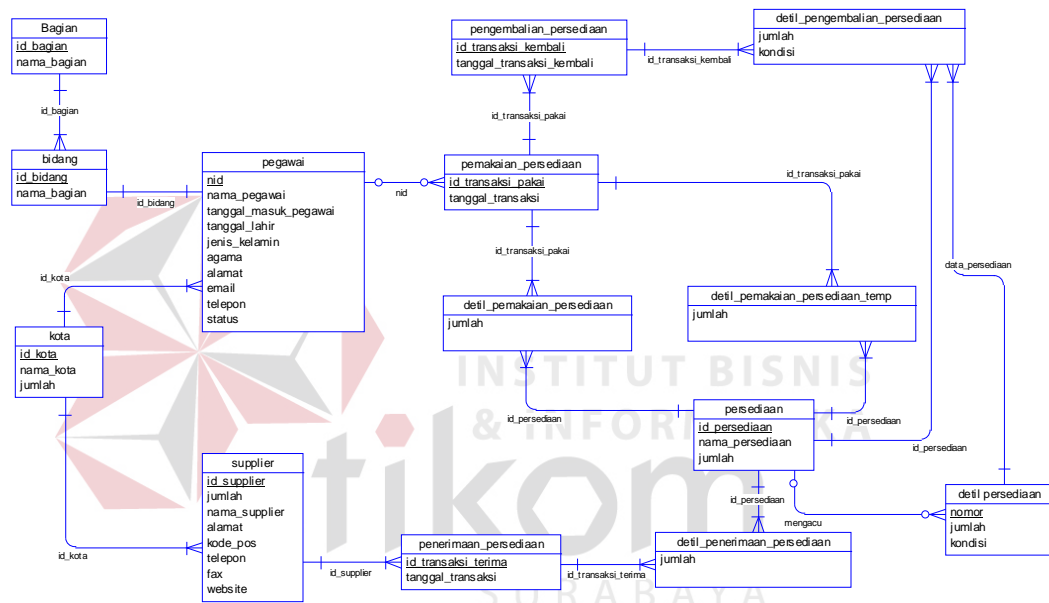 Bagian
id_bagian
nama_bagian
id_bagian
bidang
id_bidang
nama_bagian
id_bidang
pegawai
nid
nama_pegawai
tanggal_masuk_pegawai
tanggal_lahir
jenis_kelamin
agama
alamat
email
telepon
status
id_kota
kota
id_kota
nama_kota
jumlah
id_kota
supplier
id_supplier
jumlah
nama_supplier
alamat
kode_pos
telepon
fax
website
id_supplier
pengembalian_persediaan
id_transaksi_kembali
tanggal_transaksi_kembali
id_transaksi_kembali
detil_pengembalian_persediaan
jumlah
kondisi
id_transaksi_pakai
nid
pemakaian_persediaan
id_transaksi_pakai
tanggal_transaksi
id_transaksi_pakai
id_transaksi_pakai
detil_pemakaian_persediaan
jumlah
detil_pemakaian_persediaan_temp
jumlah
data_persediaan
id_persediaan
persediaan
id_persediaan
nama_persediaan
jumlah
id_persediaan
id_persediaan
id_persediaan
mengacu
detil persediaan
nomor
jumlah
kondisi
penerimaan_persediaan
id_transaksi_terima
tanggal_transaksi
id_transaksi_terima
detil_penerimaan_persediaan
jumlah
INSTITUT BISNIS
& INFORMATIKA
stikom
SURABAYA